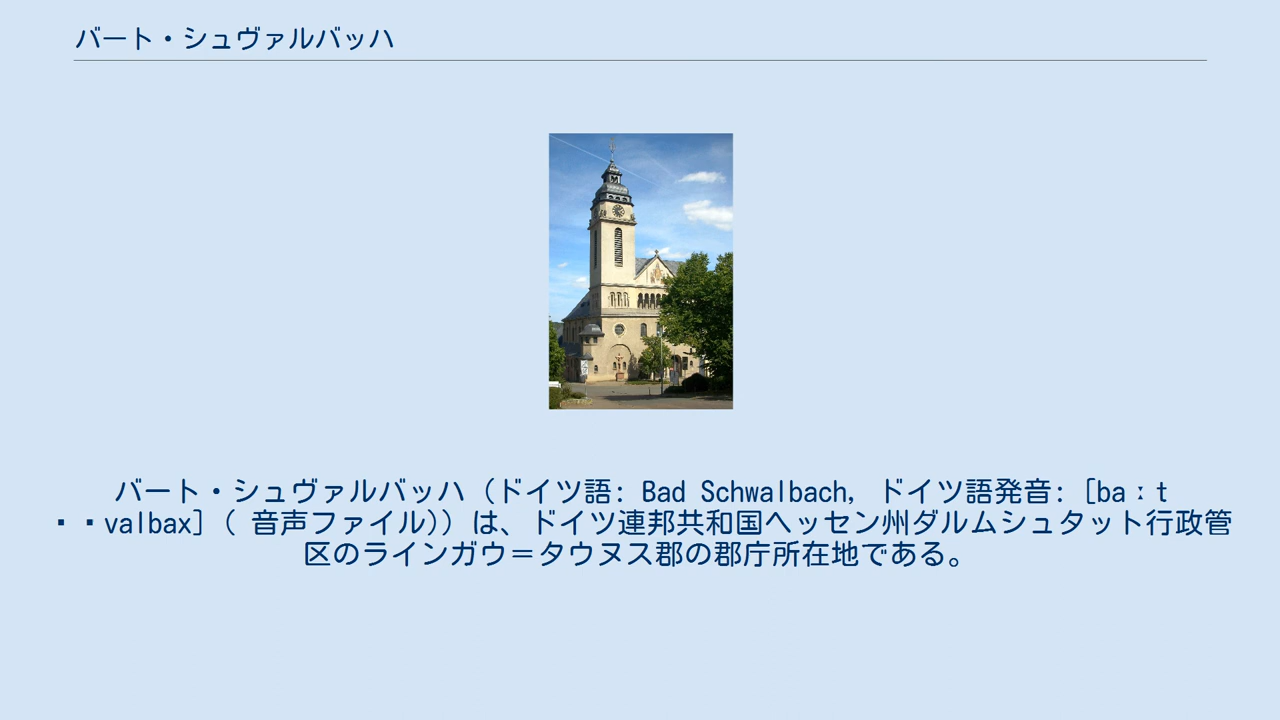 バート・シュヴァルバッハ
バート・シュヴァルバッハ (ドイツ語: Bad Schwalbach, ドイツ語発音: [baːt
▪▪valbax] ( 音声ファイル)) は、ドイツ連邦共和国ヘッセン州ダルムシュタット行政管
区のラインガウ＝タウヌス郡の郡庁所在地である。